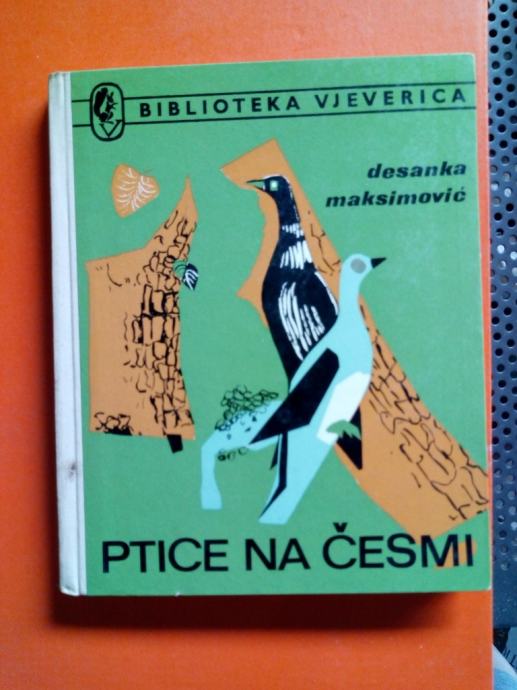 BIBLIOTEKA VJEVERICA
desanka
maksimović
PTICE NA ČESMI